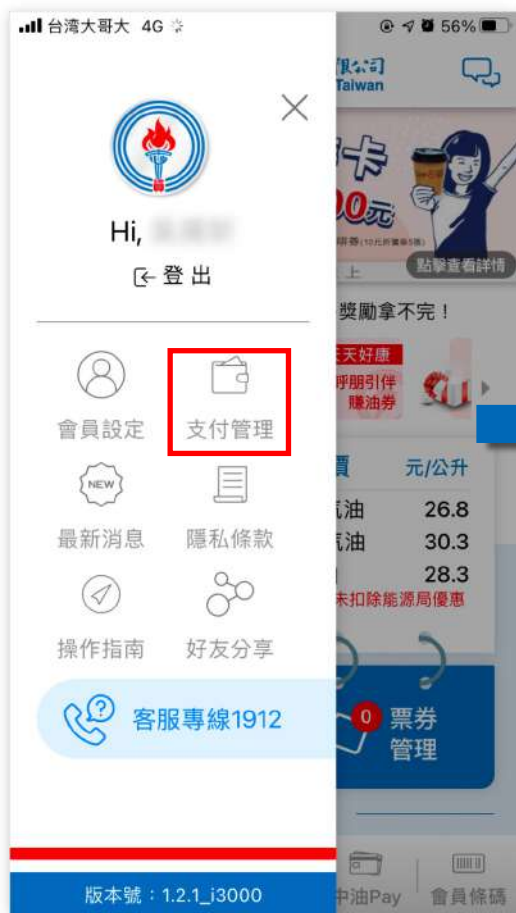 台湾大哥大 4G
56%
Taiwan
Hi,
登出
點擊查看詳情
獎勵拿不完！
會員設定
支付管理
天好康
呼朋引伴
賺油券
元/公升
NEW
最新消息
隱私條款
油 26.8
油 30.3
28.3
未扣除能源局優惠
操作指南
好友分享
客服專線1912
0 票券
管理
版本號：1.2.1_i3000
中油Pay
會員條碼